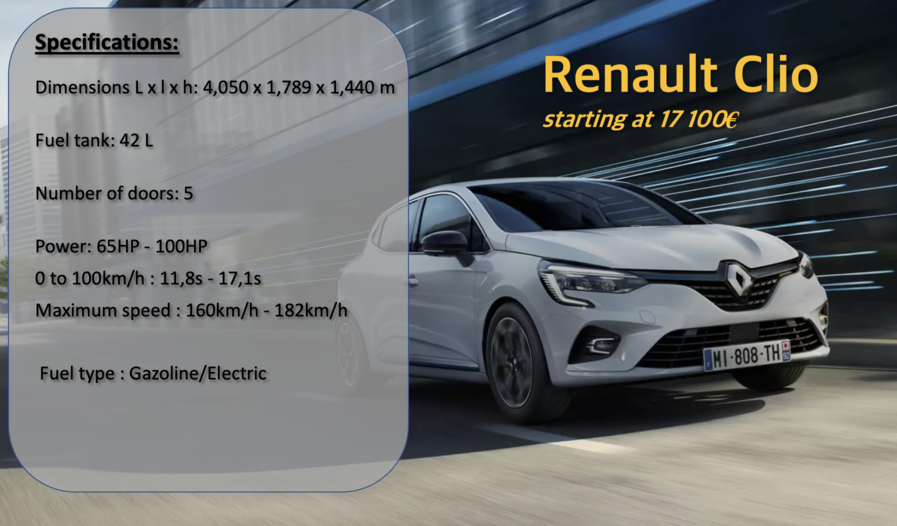 Specifications:
Dimensions L x l x h: 4,050 x 1,789 x 1,440 m
Fuel tank: 42 L
Number of doors: 5
Power: 65HP - 100HP
0 to 100km/h : 11,8s - 17,1s
Maximum speed : 160km/h - 182km/h
Fuel type : Gazoline/Electric
Renault Clio
starting at 17 100€
MI-808-TH